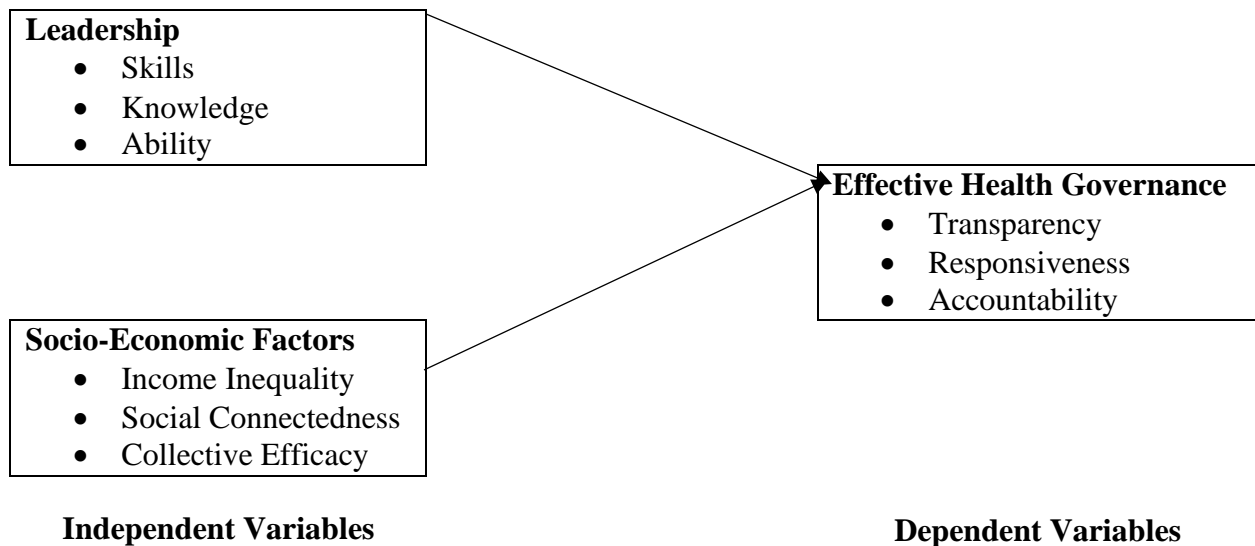 Leadership
• Skills
• Knowledge
• Ability
Effective Health Governance
• Transparency
• Responsiveness
• Accountability
Socio-Economic Factors
• Income Inequality
• Social Connectedness
• Collective Efficacy
Independent Variables
Dependent Variables